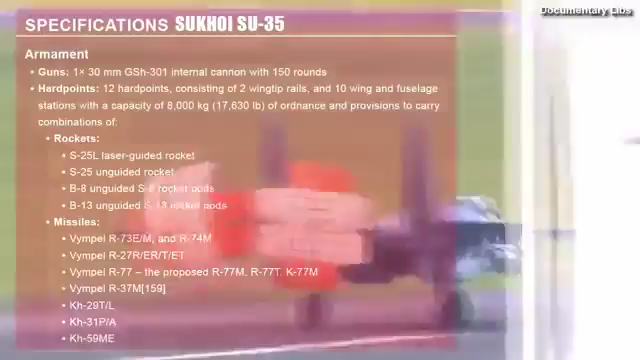 Documentary Labs
SPECIFICATIONS SUKHOI SU-35
Armament
• Guns: 1× 30 mm GSh-301 internal cannon with 150 rounds
• Hardpoints: 12 hardpoints, consisting of 2 wingtip rails, and 10 wing and fuselage
stations with a capacity of 8,000 kg (17,630 lb) of ordnance and provisions to carry
combinations of:
• Rockets:
• S-25L laser-guided rocket
• S-25 unguided rocket
• B-8 unguided S-8 rocket pods
• B-13 unguided S-13 rocket pods
• Missiles:
• Vympel R-73E/M, and R-74M
• Vympel R-27R/ER/T/ET
• Vympel R-77 – the proposed R-77M, R-77T, K-77M
• Vympel R-37M[159]
• Kh-29T/L
• Kh-31P/A
• Kh-59ME